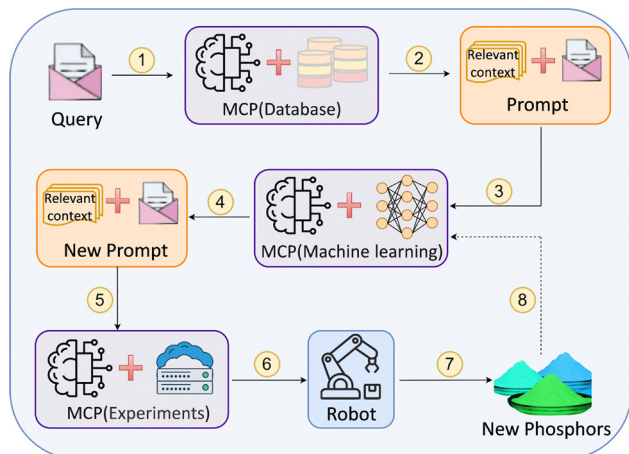 1
2
Relevant
context
Query
MCP(Database)
Prompt
3
4
Relevant
context
New Prompt
MCP(Machine learning)
5
8
6
7
MCP(Experiments)
Robot
New Phosphors